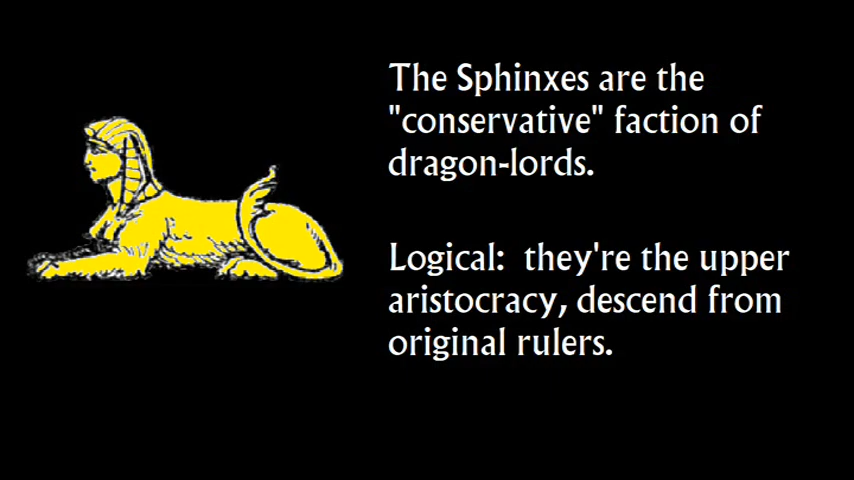 The Sphinxes are the
"conservative" faction of
dragon-lords.
Logical:  they're the upper
aristocracy, descend from
original rulers.